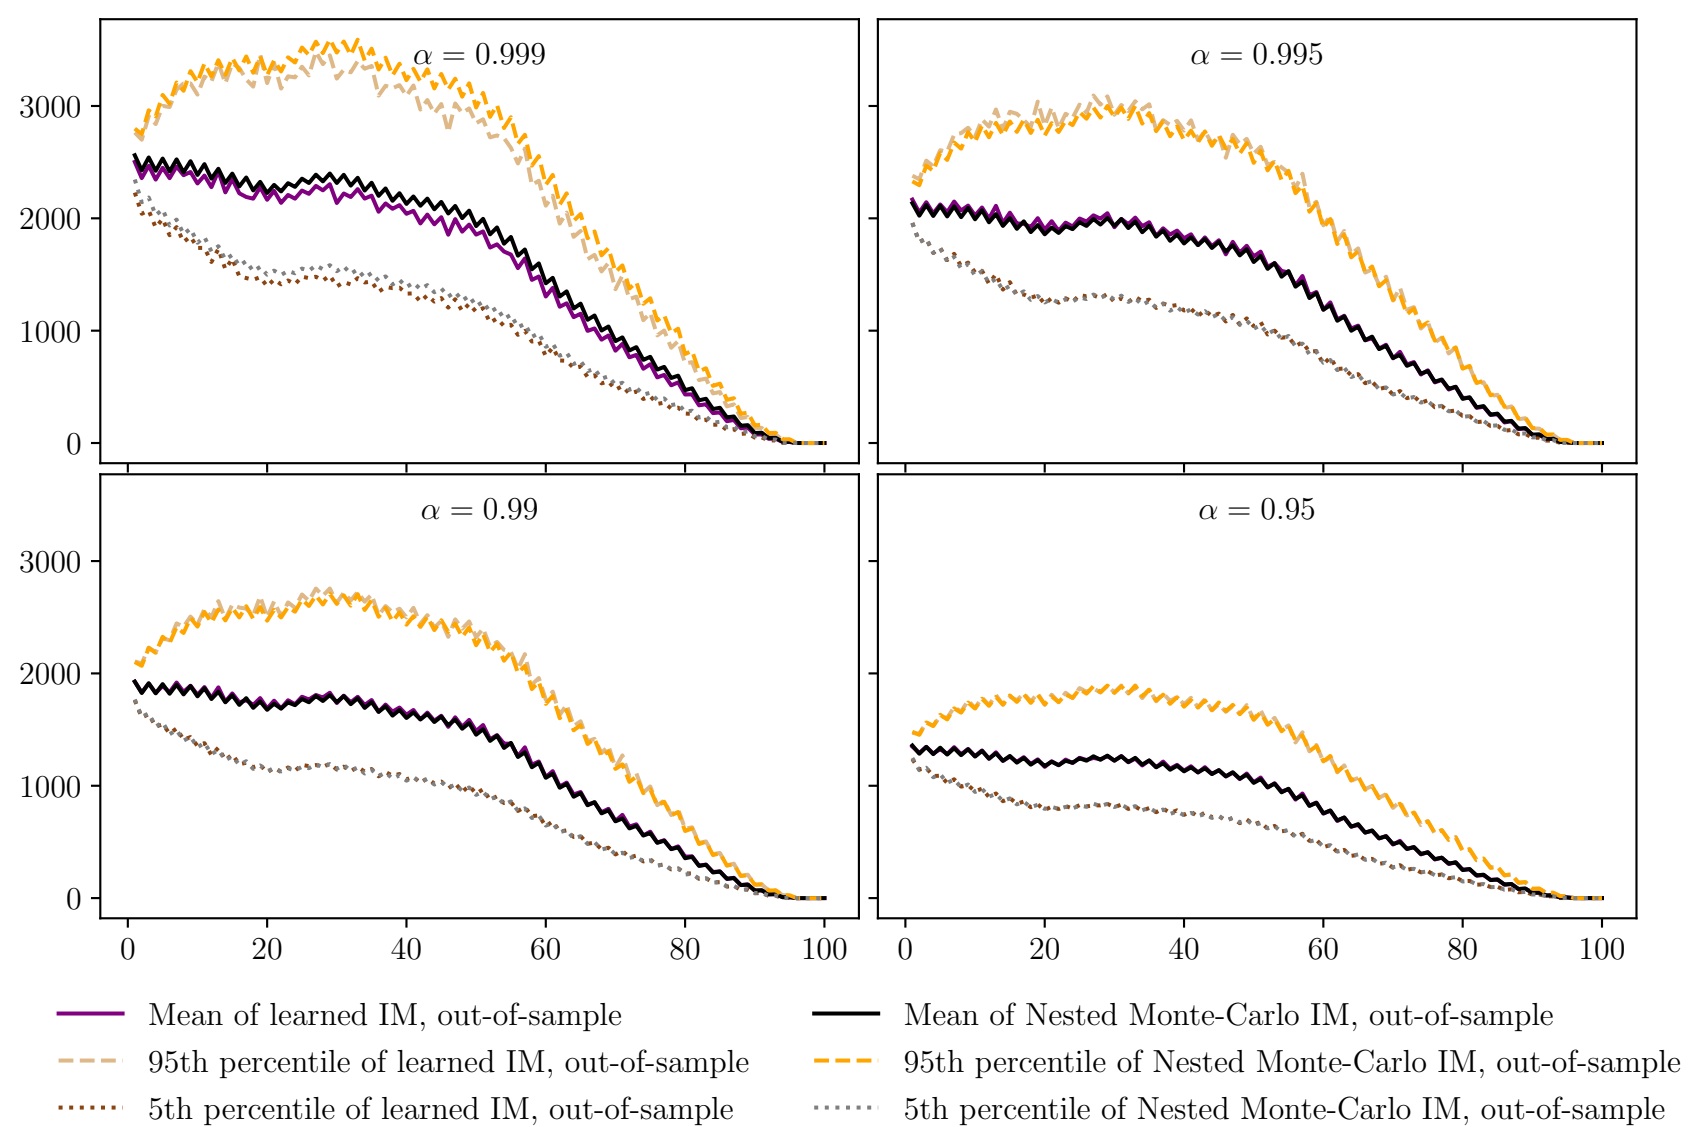 α = 0.999
α = 0.995
3000
2000
1000
0
α = 0.99
α = 0.95
3000
2000
1000
0
0 20 40 60 80 100
0 20 40 60 80 100
Mean of learned IM, out-of-sample
95th percentile of learned IM, out-of-sample
5th percentile of learned IM, out-of-sample
Mean of Nested Monte-Carlo IM, out-of-sample
95th percentile of Nested Monte-Carlo IM, out-of-sample
5th percentile of Nested Monte-Carlo IM, out-of-sample